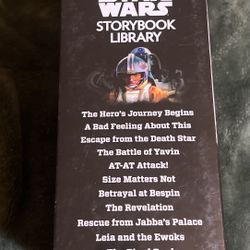 STAR
WARS
STORYBOOK
LIBRARY
The Hero's Journey Begins
A Bad Feeling About This
Escape from the Death Star
The Battle of Yavin
AT-AT Attack!
Size Matters Not
Betrayal at Bespin
The Revelation
Rescue from Jabba's Palace
Leia and the Ewoks